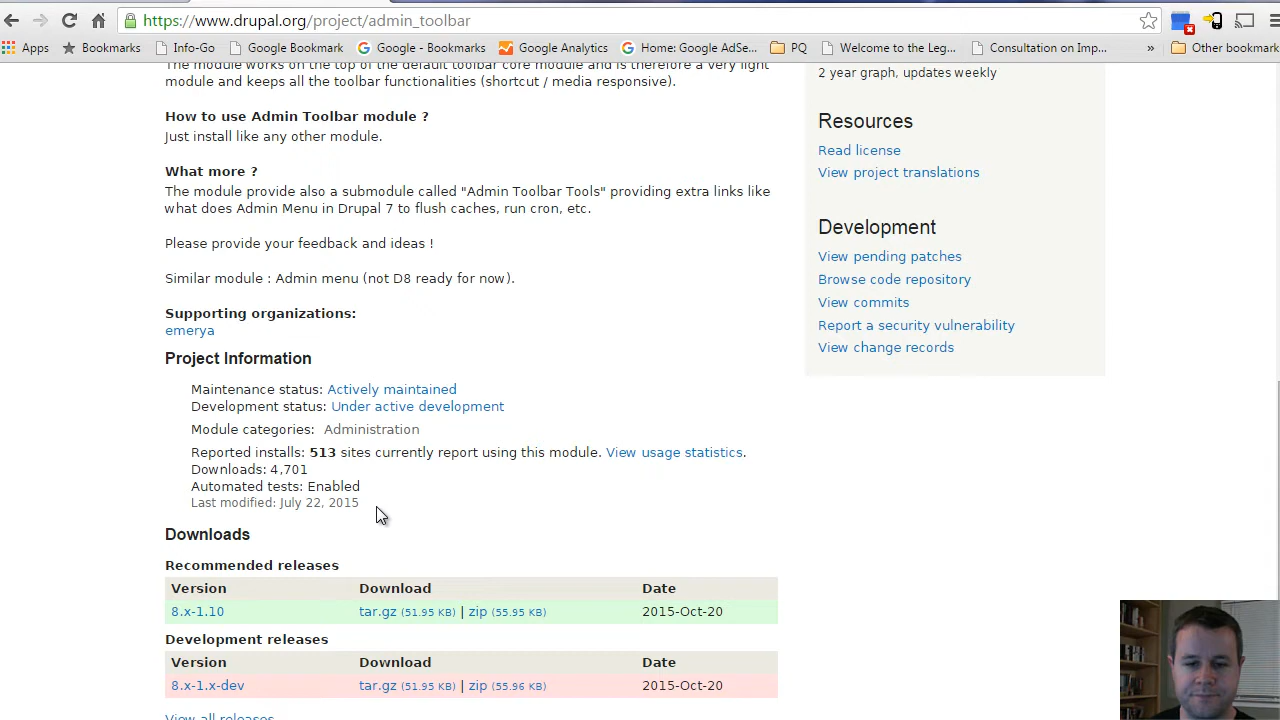 https://www.drupal.org/project/admin_toolbar
Apps Bookmarks Info-Go Google Bookmark Google - Bookmarks Google Analytics Home: Google AdSe... PQ Welcome to the Leg... Consultation on Imp... » Other bookmark
The module works on the top of the default toolbar core module and is therefore a very light
module and keeps all the toolbar functionalities (shortcut / media responsive).
How to use Admin Toolbar module ?
Just install like any other module.
What more ?
The module provide also a submodule called "Admin Toolbar Tools" providing extra links like
what does Admin Menu in Drupal 7 to flush caches, run cron, etc.
Please provide your feedback and ideas !
Similar module : Admin menu (not D8 ready for now).
Supporting organizations:
emerya
Project Information
Maintenance status: Actively maintained
Development status: Under active development
Module categories: Administration
Reported installs: 513 sites currently report using this module. View usage statistics.
Downloads: 4,701
Automated tests: Enabled
Last modified: July 22, 2015
Downloads
Recommended releases
Version Download Date
8.x-1.10 tar.gz (51.95 KB) | zip (55.95 KB) 2015-Oct-20
Development releases
Version Download Date
8.x-1.x-dev tar.gz (51.95 KB) | zip (55.96 KB) 2015-Oct-20
View all releases
2 year graph, updates weekly
Resources
Read license
View project translations
Development
View pending patches
Browse code repository
View commits
Report a security vulnerability
View change records